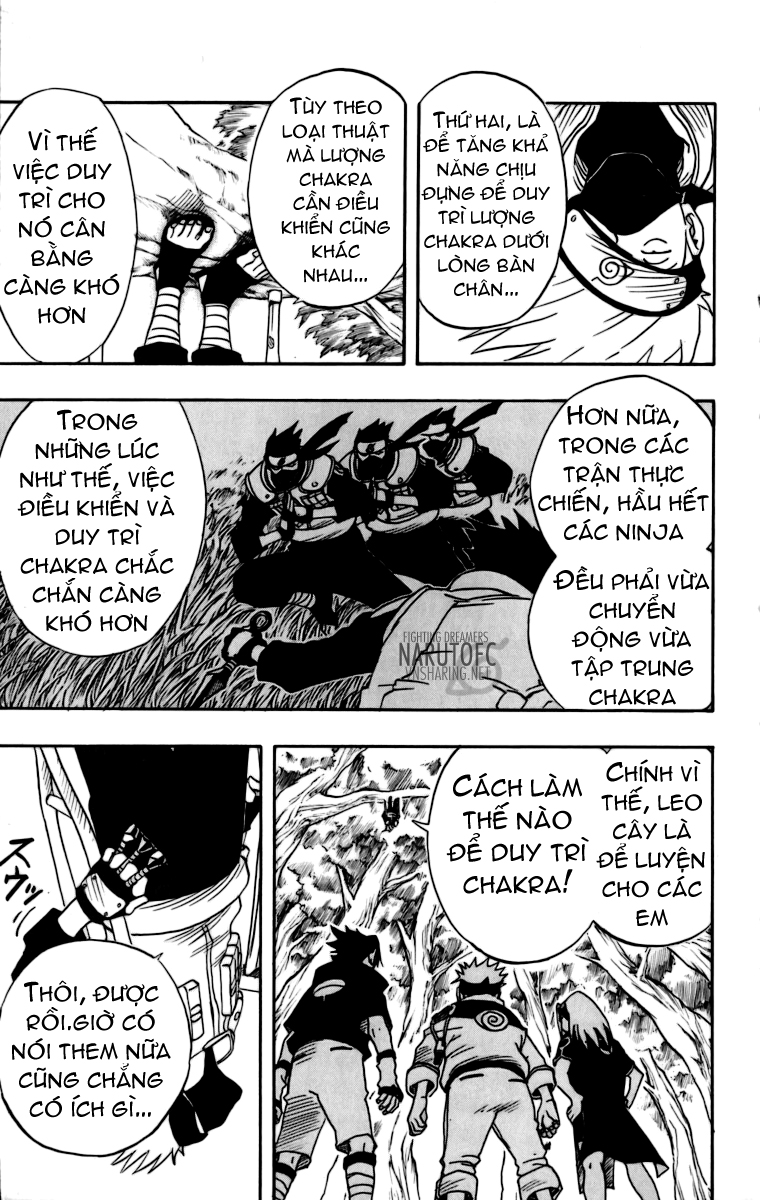 THỨ HAI, LÀ
ĐỂ TĂNG KHẢ
NĂNG CHỊU
ĐỤNG ĐỂ DUY
TRÌ LƯỢNG
CHAKRA DƯỚI
LÒNG BÀN
CHÂN...
TÙY THEO
LOẠI THUẬT
MÀ LƯỢNG
CHAKRA
CẦN ĐIỀU
KHIỂN CŨNG
KHÁC
NHAU...
VÌ THẾ
VIỆC DUY
TRÌ CHO
NÓ CÂN
BẰNG
CÀNG KHÓ
HƠN
HƠN NỮA,
TRONG CÁC
TRẬN THỰC
CHIẾN, HẦU HẾT
CÁC NINJA
ĐỀU PHẢI VỪA
CHUYỂN
ĐỘNG VỪA
TẬP TRUNG
CHAKRA
TRONG
NHỮNG LÚC
NHƯ THẾ, VIỆC
ĐIỀU KHIỂN VÀ
DUY TRÌ
CHAKRA CHẮC
CHẮN CÀNG
KHÓ HƠN
FIGHTING DREAMERS
NARUTOFC
NSHARING.NET
CHÍNH VÌ
THẾ, LEO
CÂY LÀ
ĐỂ LUYỆN
CHO CÁC
EM
CÁCH LÀM
THẾ NÀO
ĐỂ DUY TRÌ
CHAKRA!
スウッ
THÔI, ĐƯỢC
RỒI.GIỜ CÓ
NÓI THEM NỮA
CŨNG CHẲNG
CÓ ÍCH GÌ...